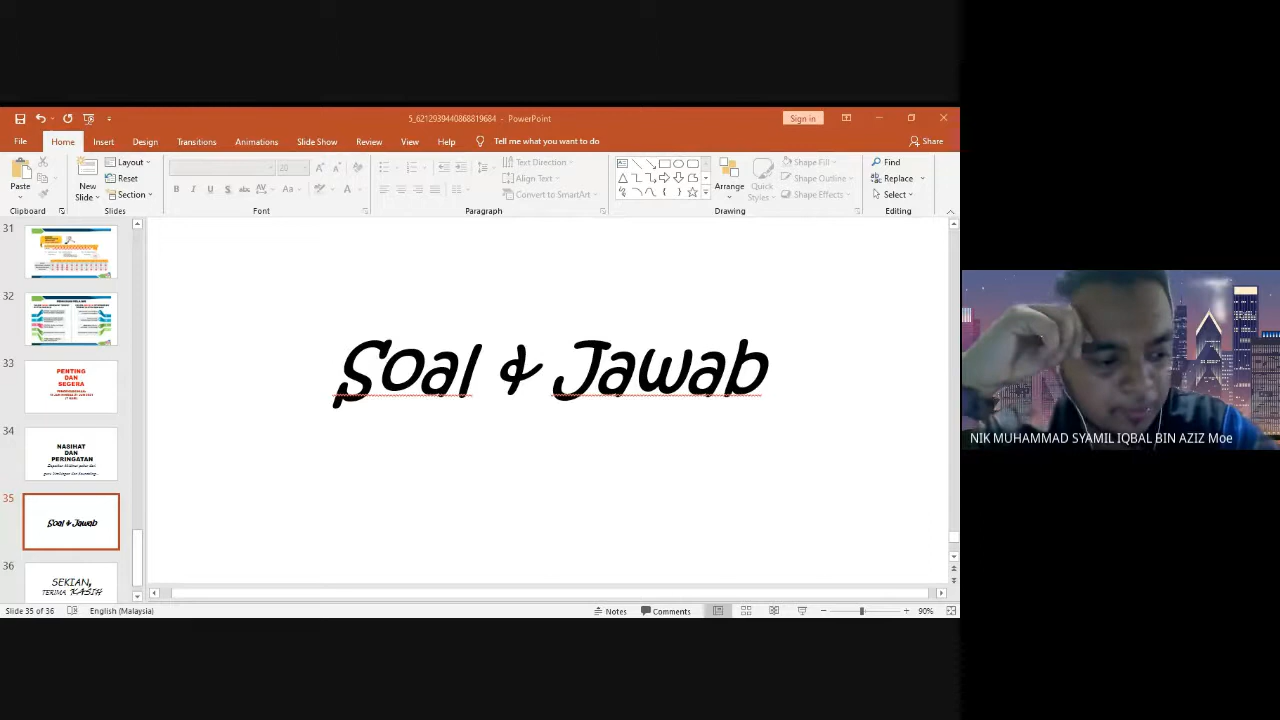 5_6212939440868819684 - PowerPoint
Sign in
File Home Insert Design Transitions Animations Slide Show Review View Help Tell me what you want to do
Share
Paste
New Slide
Layout
Reset
Section
20
B I U S abc AV Aa A
Text Direction
Align Text
Convert to SmartArt
Arrange
Quick Styles
Shape Fill
Shape Outline
Shape Effects
Find
Replace
Select
Clipboard Slides Font Paragraph Drawing Editing
31
32
33
PENTING
DAN
SEGERA
34
NASIHAT
DAN
PERINGATAN
35
Soal & Jawab
36
SEKIAN,
TERIMA KASIH
Soal & Jawab
NIK MUHAMMAD SYAMIL IQBAL BIN AZIZ Moe
Slide 35 of 36 English (Malaysia) Notes Comments 90%